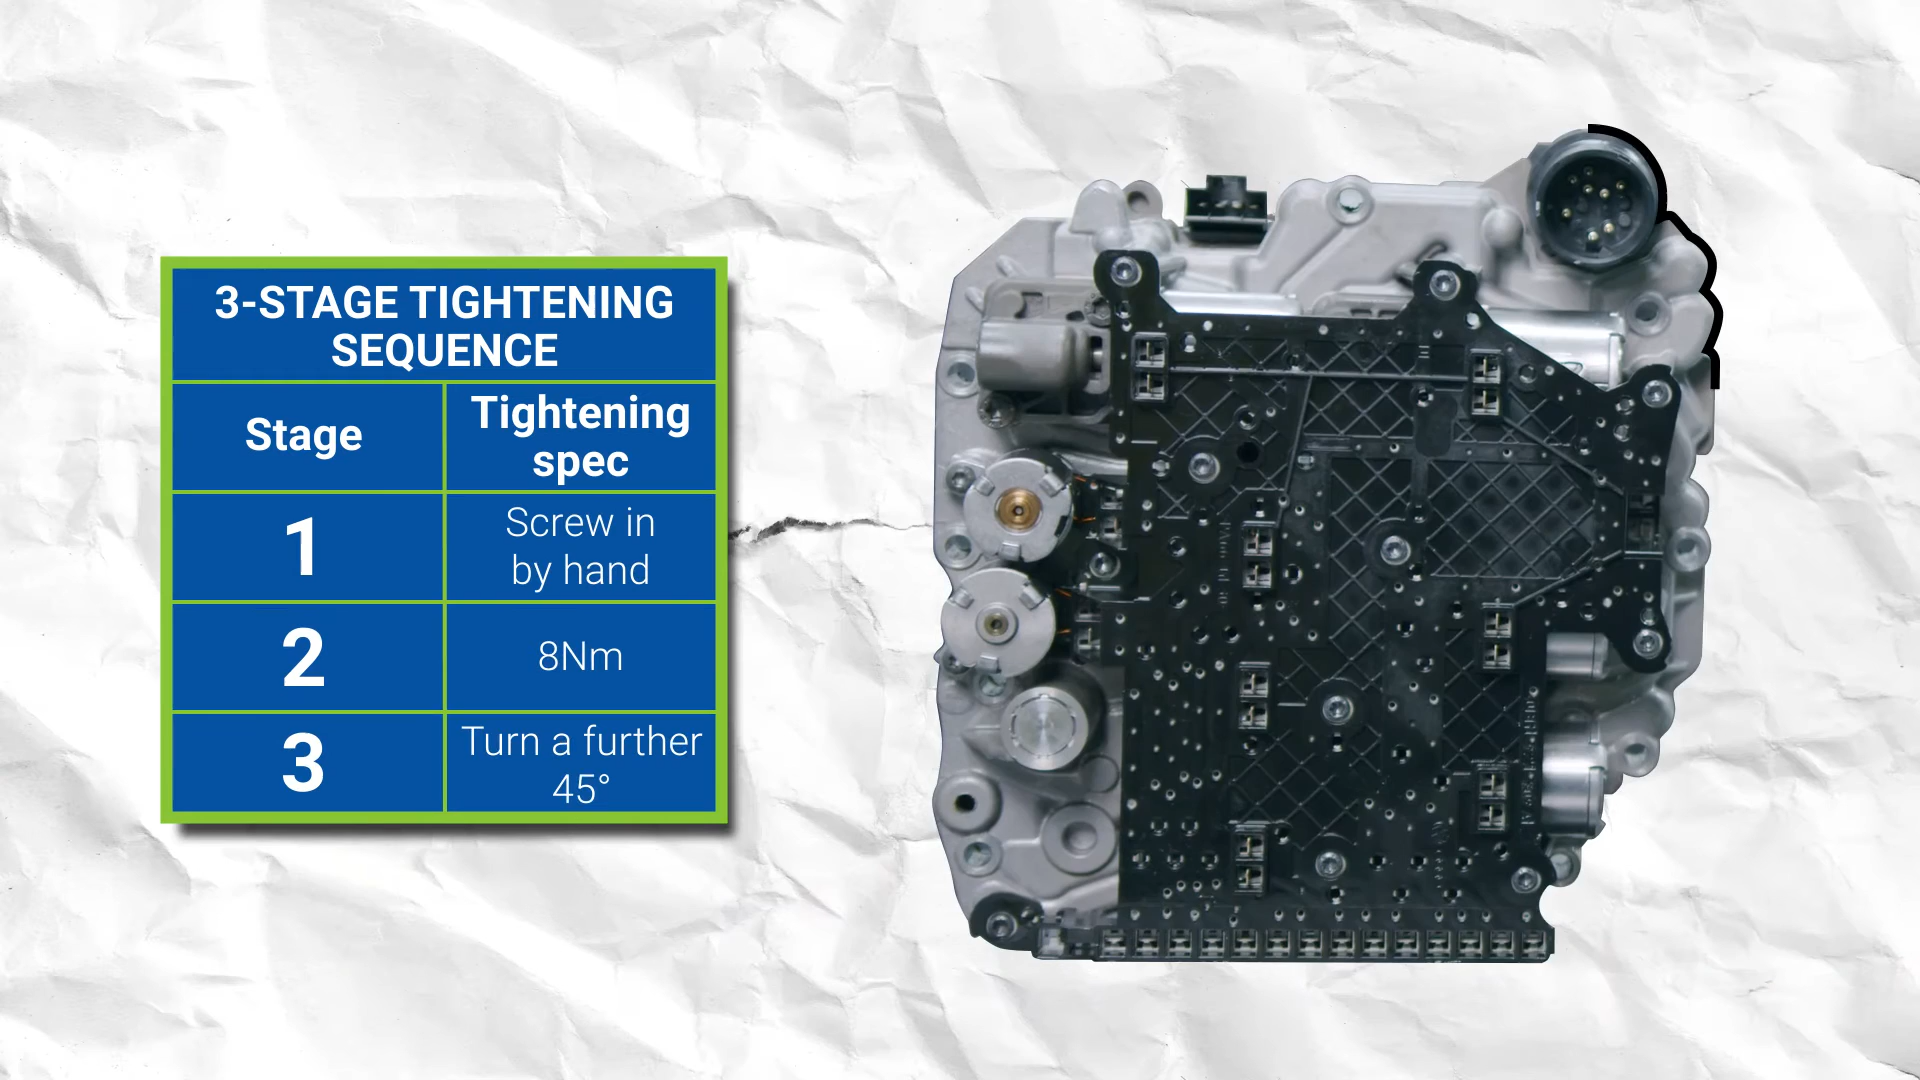 3-STAGE TIGHTENING
SEQUENCE
Stage
Tightening
spec
1
Screw in
by hand
2
8Nm
3
Turn a further
45°